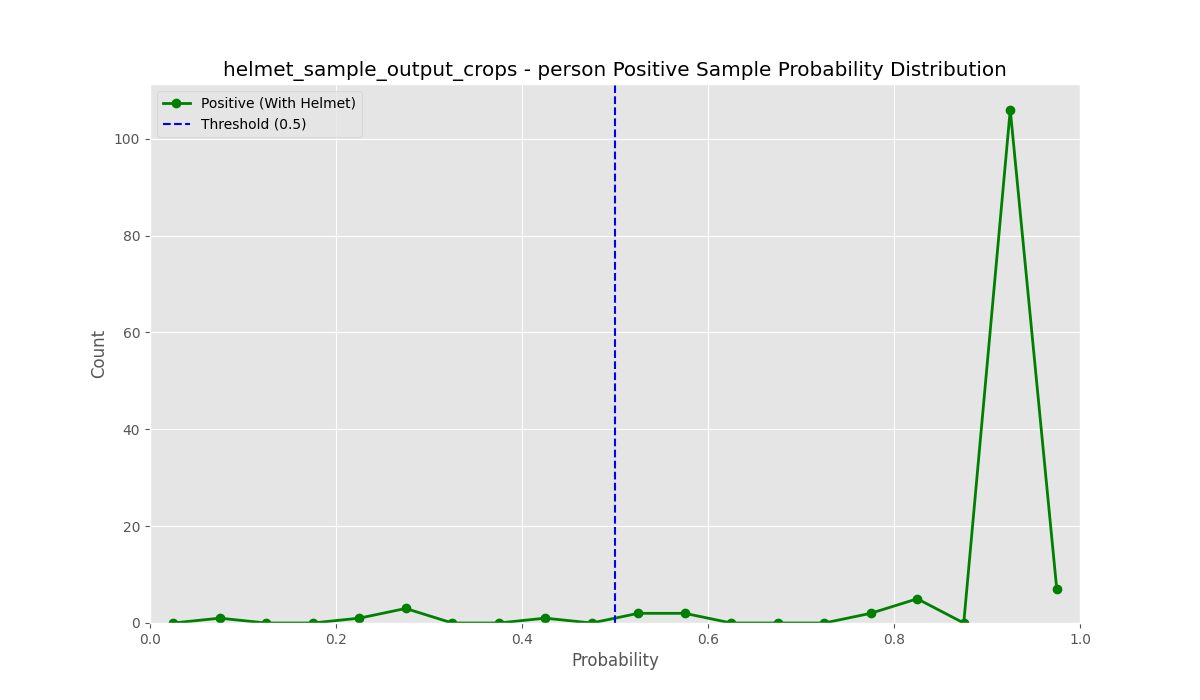 helmet_sample_output_crops - person Positive Sample Probability Distribution
Positive (With Helmet)
Threshold (0.5)
100
80
60
40
20
0
Count
0.0 0.2 0.4 0.6 0.8 1.0
Probability